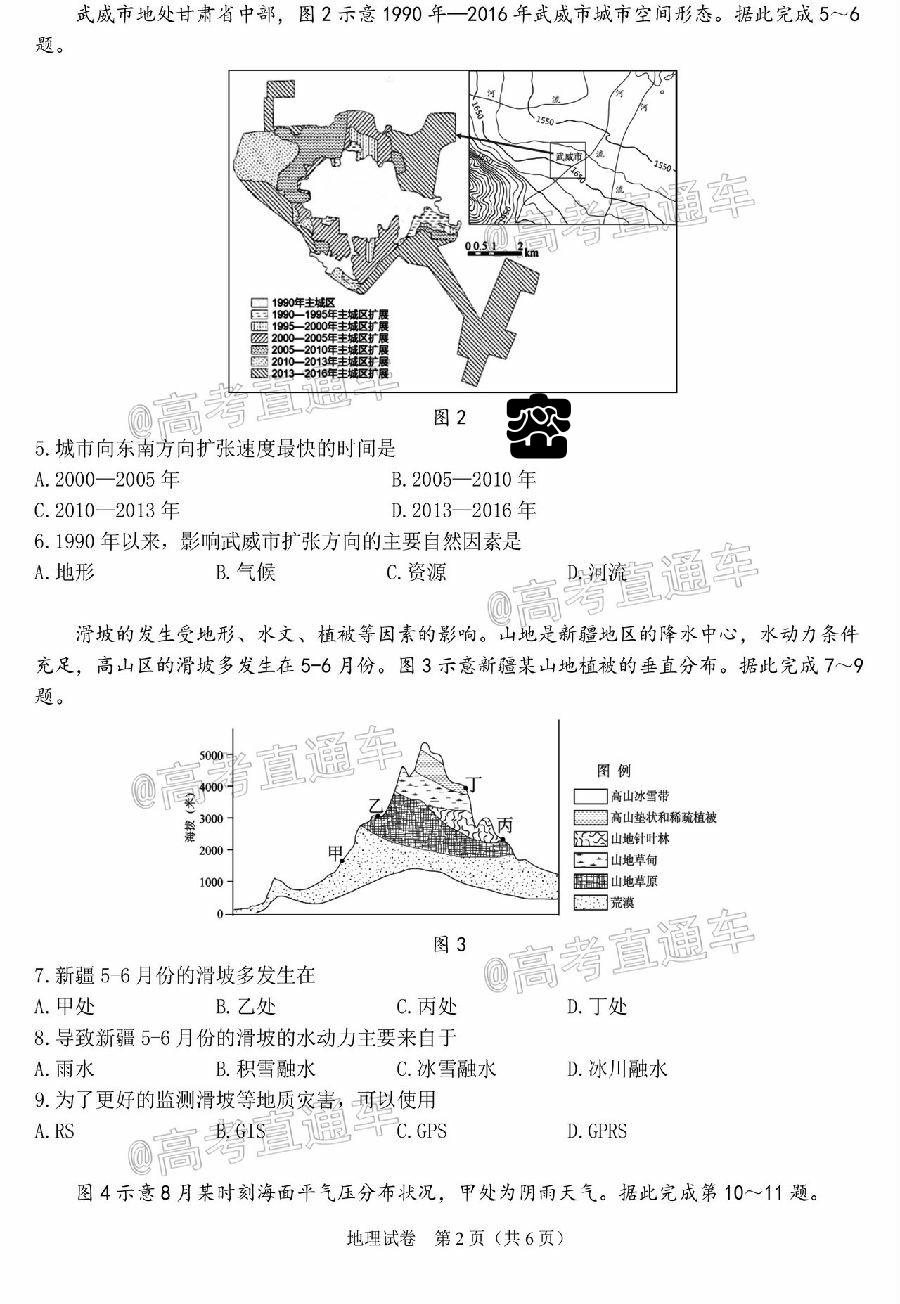 武威市地处甘肃省中部，图2示意1990年—2016年武威市城市空间形态。据此完成5～6
题。
河
流
河
河
1550
1550
武威市
流
1550
1650
流
1650
0 0.5 1 2 km
1990年主城区
1990—1995年主城区扩展
1995—2000年主城区扩展
2000—2005年主城区扩展
2005—2010年主城区扩展
2010—2013年主城区扩展
2013—2016年主城区扩展
@高考直通车
@高考直通车
图2
5.城市向东南方向扩张速度最快的时间是
A.2000—2005年 B.2005—2010年
C.2010—2013年 D.2013—2016年
6.1990年以来，影响武威市扩张方向的主要自然因素是
A.地形 B.气候 C.资源 D.河流
@高考直通车
滑坡的发生受地形、水文、植被等因素的影响。山地是新疆地区的降水中心，水动力条件
充足，高山区的滑坡多发生在5-6月份。图3示意新疆某山地植被的垂直分布。据此完成7～9
题。
@高考直通车
海拔（米）
5000
4000
3000
2000
1000
0
甲
乙
丙
丁
图例
高山冰雪带
高山垫状和稀疏植被
山地针叶林
山地草甸
山地草原
荒漠
图3
@高考直通车
7.新疆5-6月份的滑坡多发生在
A.甲处 B.乙处 C.丙处 D.丁处
8.导致新疆5-6月份的滑坡的水动力主要来自于
A.雨水 B.积雪融水 C.冰雪融水 D.冰川融水
9.为了更好的监测滑坡等地质灾害，可以使用
A.RS B.GIS C.GPS D.GPRS
@高考直通车
图4示意8月某时刻海面平气压分布状况，甲处为阴雨天气。据此完成第10～11题。
地理试卷 第2页（共6页）